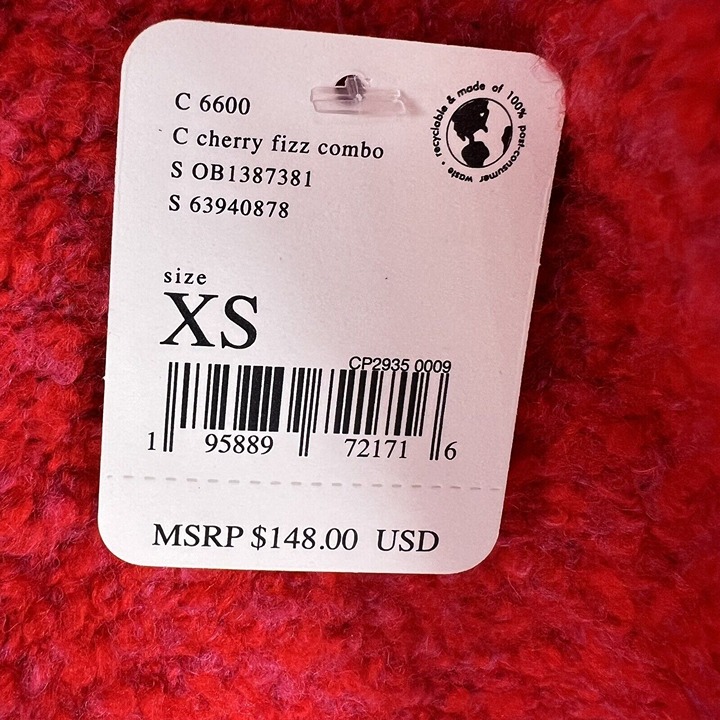 C 6600
C cherry fizz combo
S OB1387381
S 63940878
recyclable & made of 100% post-consumer waste •
size
XS
CP2935 0009
1 95889 72171 6
MSRP $148.00 USD